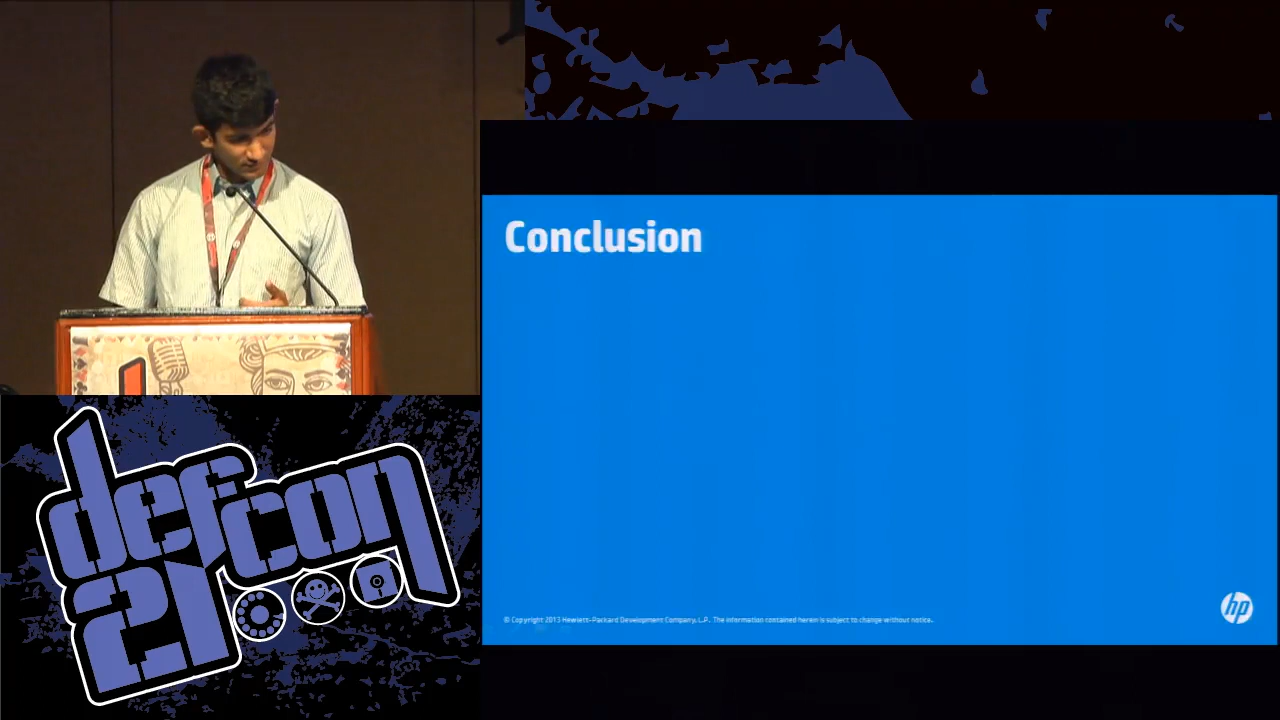 Conclusion
© Copyright 2013 Hewlett-Packard Development Company, L.P. The information contained herein is subject to change without notice.
hp
defcon
21